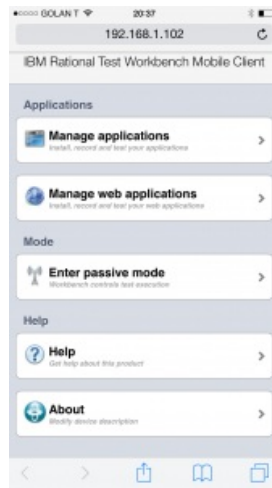 GOLAN T 20:37
192.168.1.102
IBM Rational Test Workbench Mobile Client
Applications
Manage applications
Install, record and test your applications
Manage web applications
Install, record and test your web applications
Mode
Enter passive mode
Workbench controls test execution
Help
Help
Get help about this product
About
Modify device description